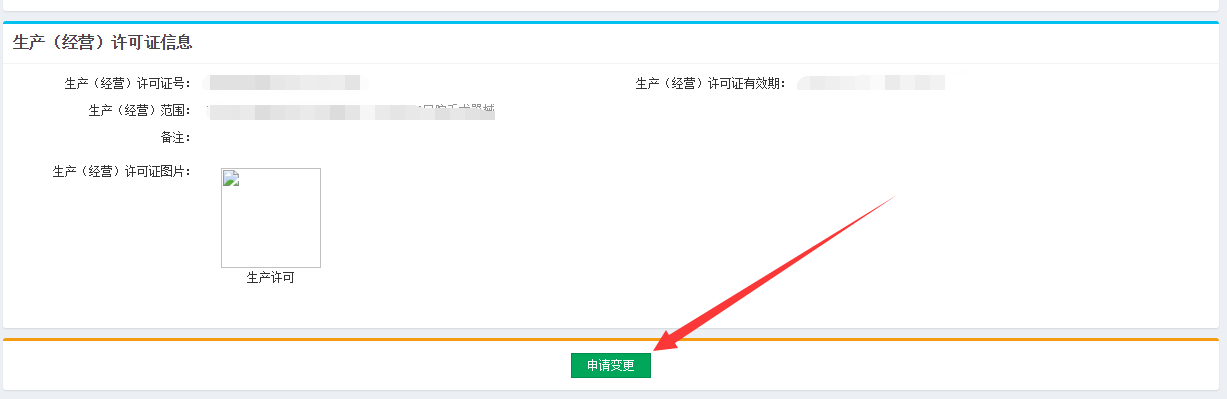 生产（经营）许可证信息
生产（经营）许可证号：
生产（经营）许可证有效期：
生产（经营）范围：
备注：
生产（经营）许可证图片：
生产许可
申请变更